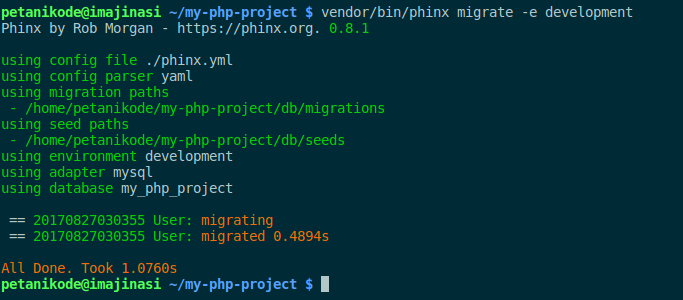 petanikode@imajinasi ~/my-php-project $ vendor/bin/phinx migrate -e development
Phinx by Rob Morgan - https://phinx.org. 0.8.1
using config file ./phinx.yml
using config parser yaml
using migration paths
 - /home/petanikode/my-php-project/db/migrations
using seed paths
 - /home/petanikode/my-php-project/db/seeds
using environment development
using adapter mysql
using database my_php_project
 == 20170827030355 User: migrating
 == 20170827030355 User: migrated 0.4894s
All Done. Took 1.0760s
petanikode@imajinasi ~/my-php-project $